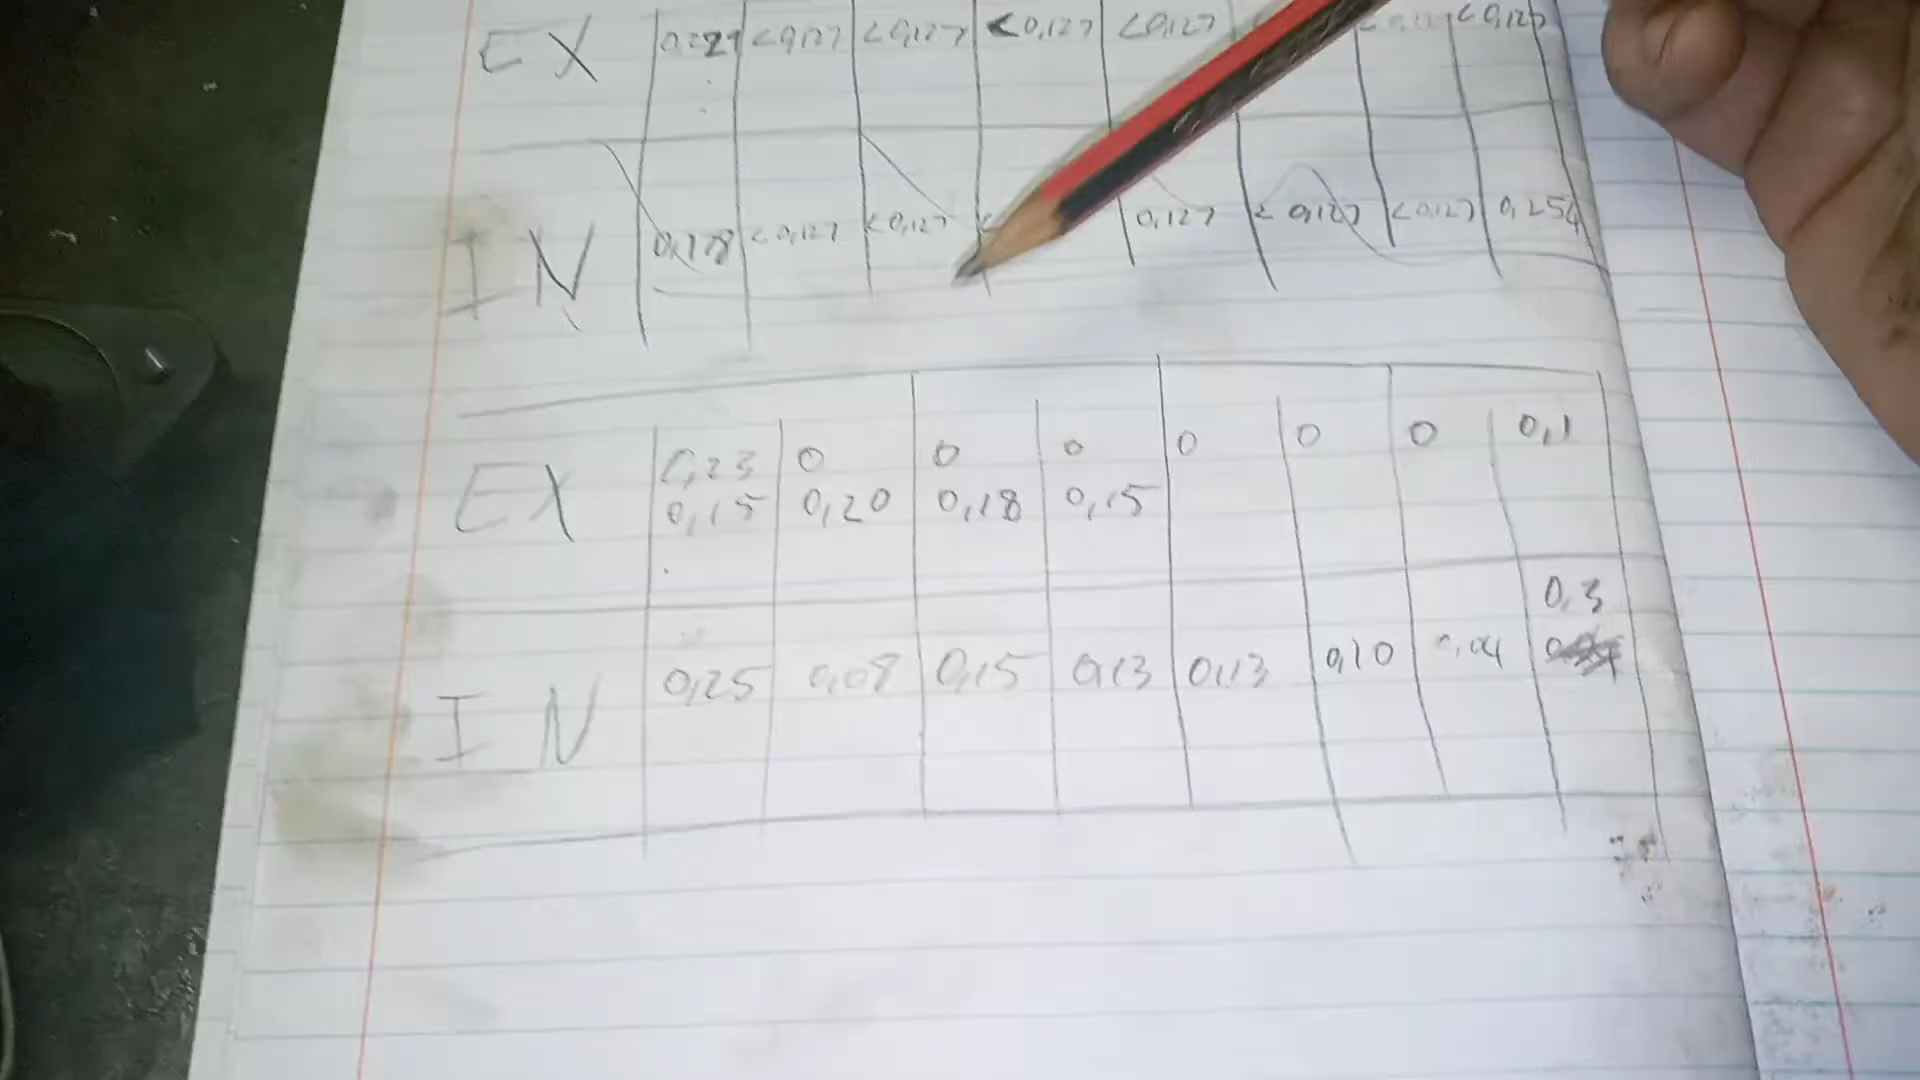 EX 0,229 <0,127 <0,127 <0,127 <0,127 <0,127
IN 0,178 <0,127 <0,127 < 0,127 < 0,127 <0,127 0,254
EX 0,23 0 0 0 0 0 0 0,1
0,15 0,20 0,18 0,15
0,3
IN 0,25 0,08 0,15 0,13 0,13 0,10 0,04